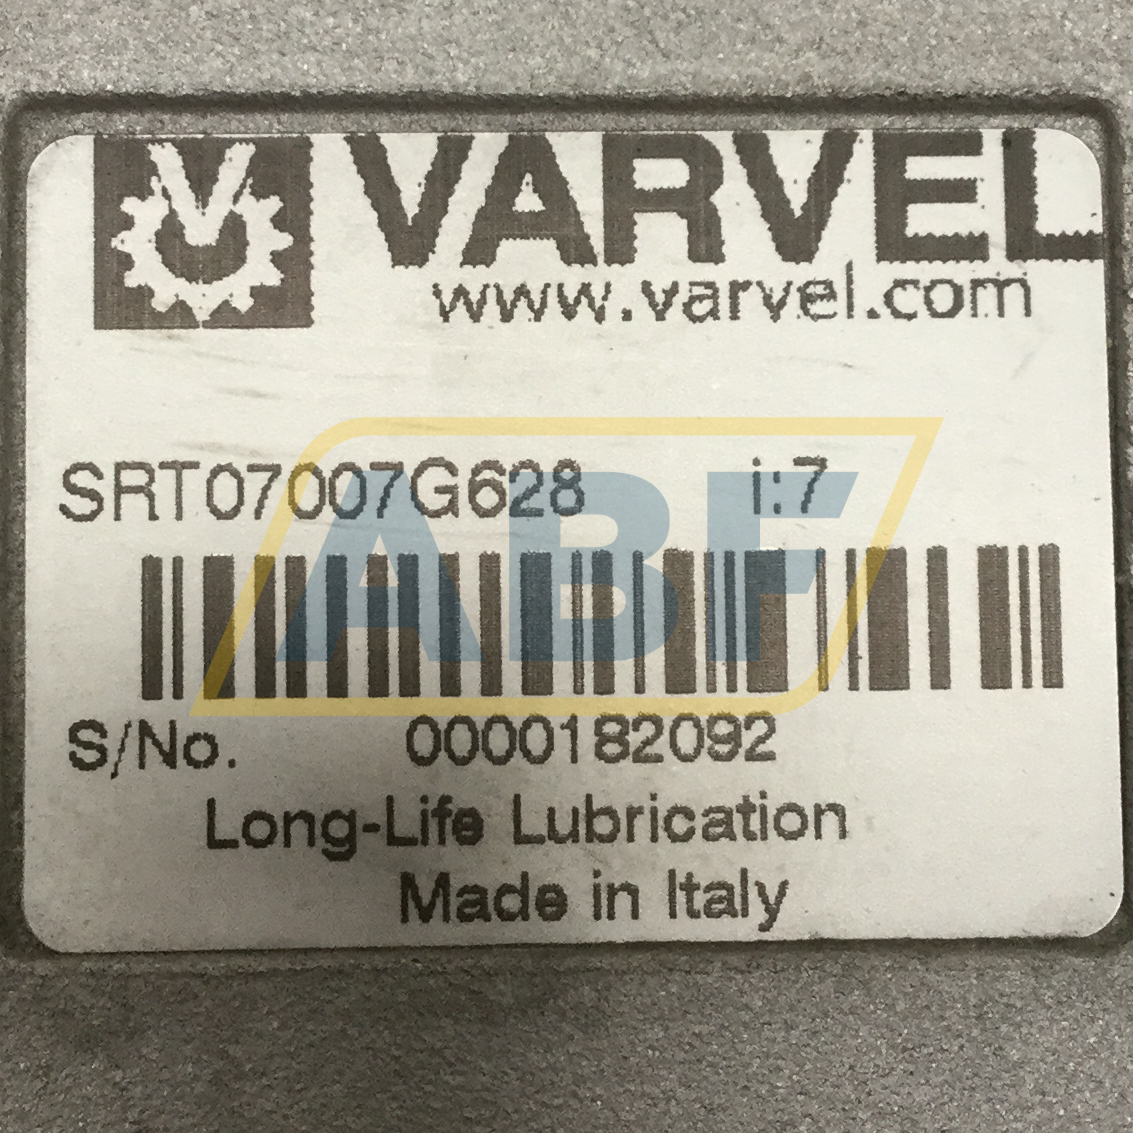 VARVEL
www.varvel.com
SRT07007G628 i:7
ABF
S/No. 0000182092
Long-Life Lubrication
Made in Italy